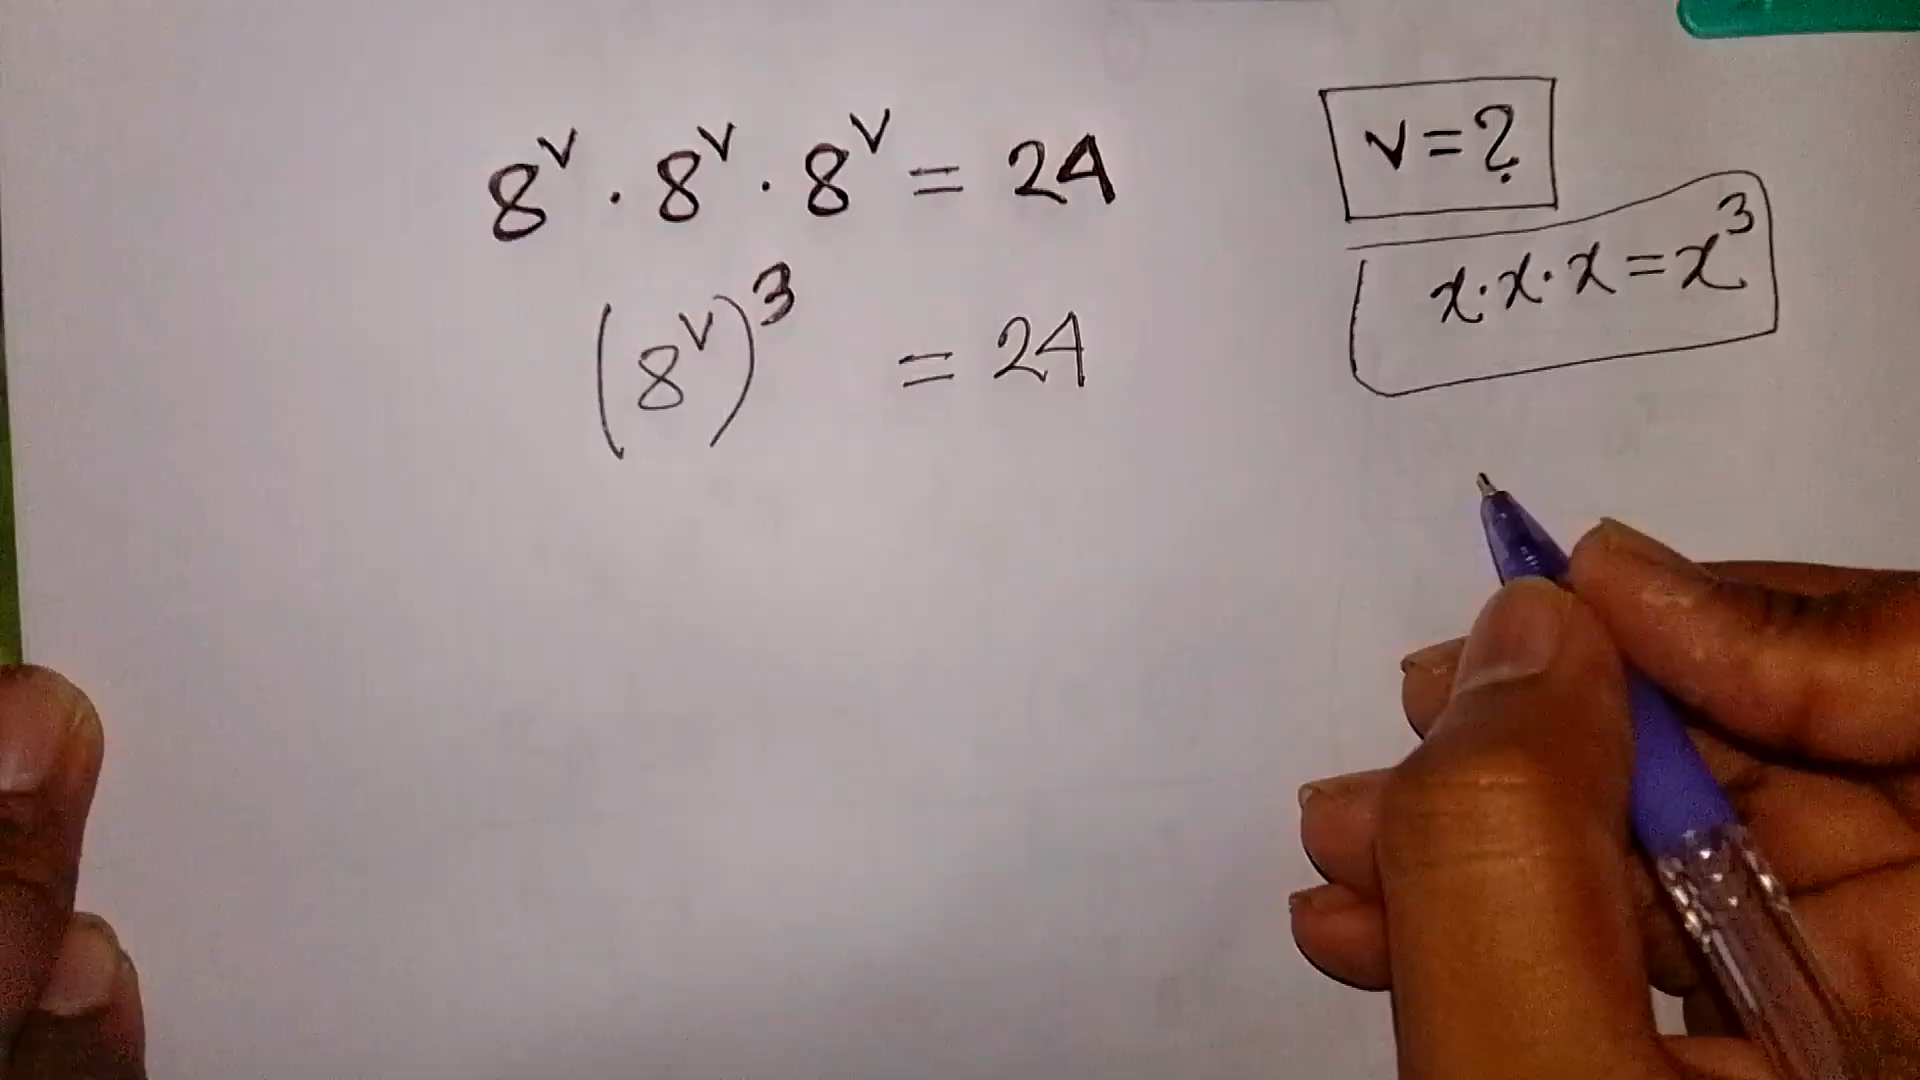 8^v · 8^v · 8^v = 24
v = ?
x·x·x = x^3
(8^v)^3 = 24